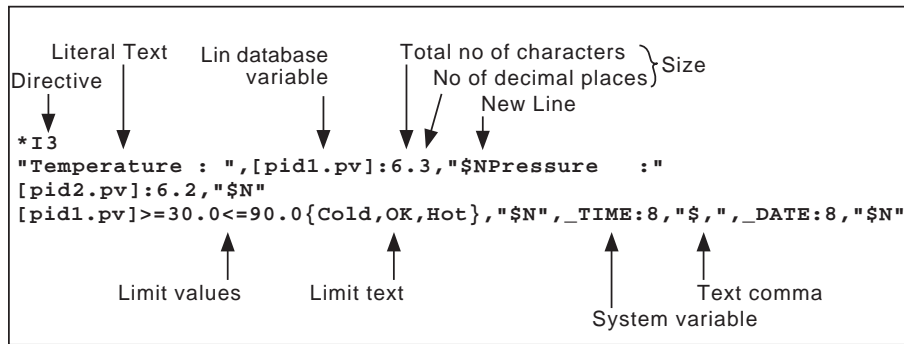 Literal Text Lin database Total no of characters
variable No of decimal places Size
Directive New Line
*I3
"Temperature : ",[pid1.pv]:6.3,"$NPressure   :"
[pid2.pv]:6.2,"$N"
[pid1.pv]>=30.0<=90.0{Cold,OK,Hot},"$N",_TIME:8,"$,",_DATE:8,"$N"
Limit values Limit text Text comma
System variable